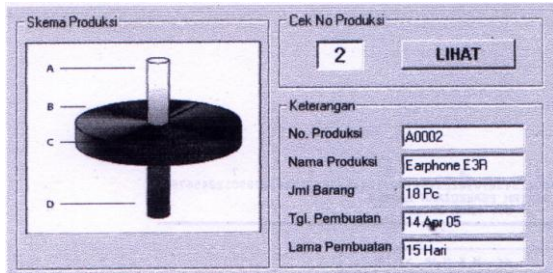 Skema Produksi
A
B
C
D
Cek No Produksi
2
LIHAT
Keterangan
No. Produksi A0002
Nama Produksi Earphone E3R
Jml Barang 18 Pc
Tgl. Pembuatan 14 Apr 05
Lama Pembuatan 15 Hari